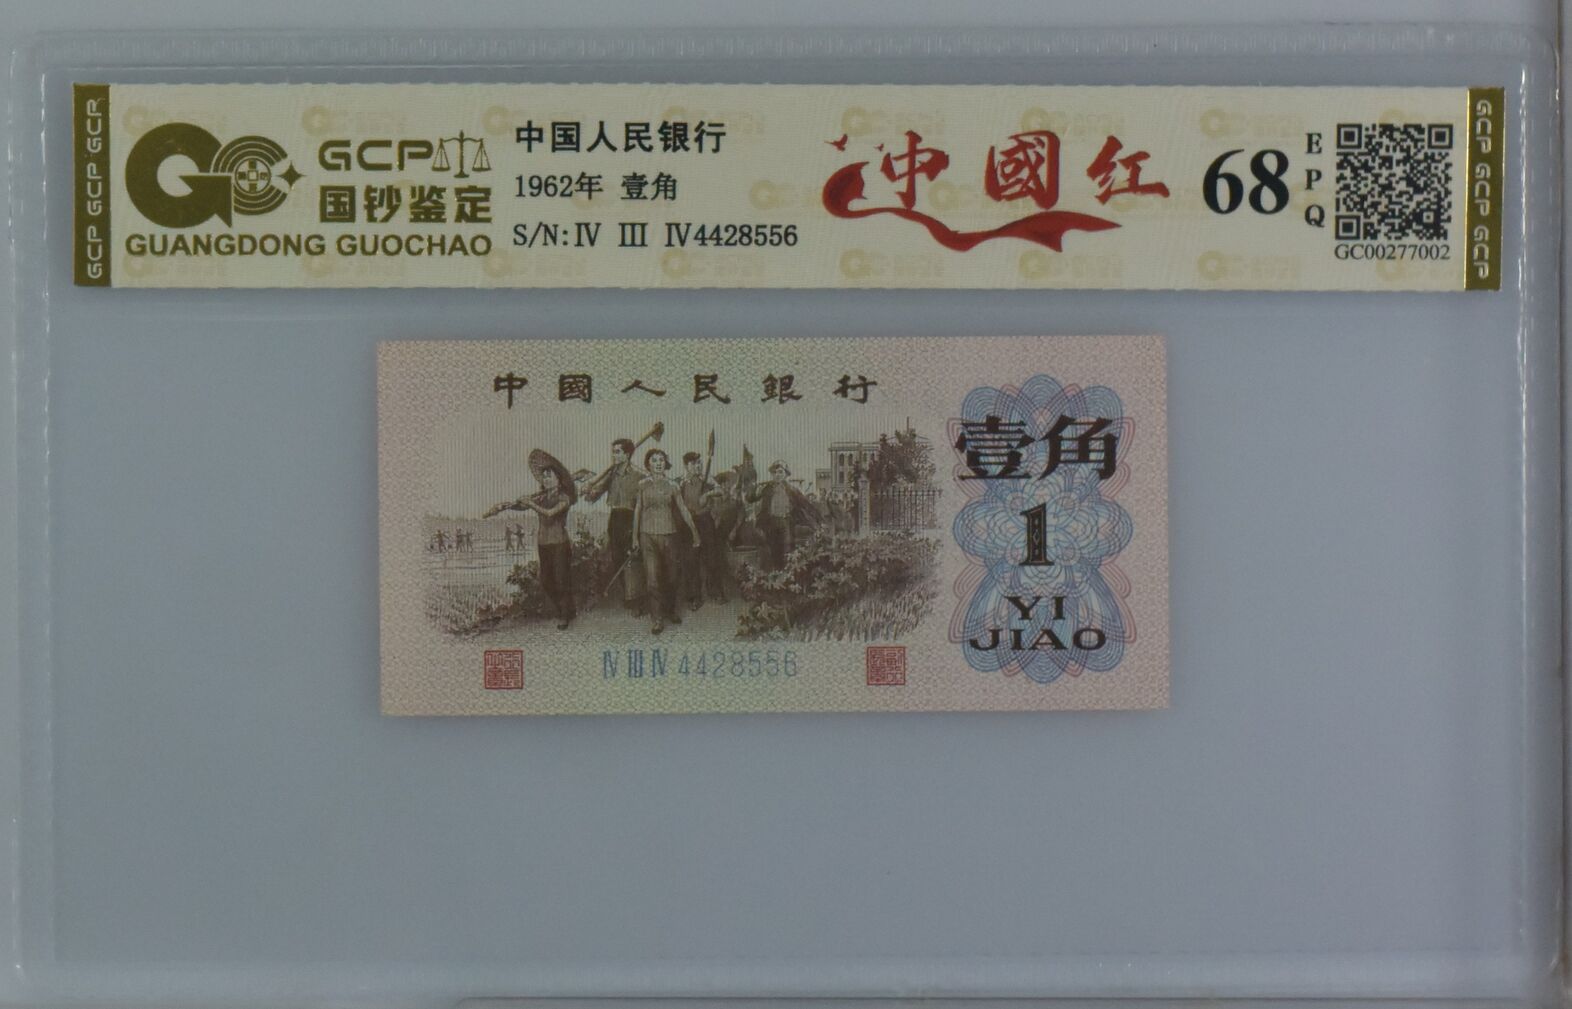 GCP GCP GCP
GCP
国钞鉴定
GUANGDONG GUOCHAO
中国人民银行
1962年 壹角
S/N:Ⅳ Ⅲ Ⅳ4428556
中國红
68
EPQ
GC00277002
GCP GCP GCP
中國人民銀行
壹角
1
YI
JIAO
Ⅳ Ⅲ Ⅳ 4428556